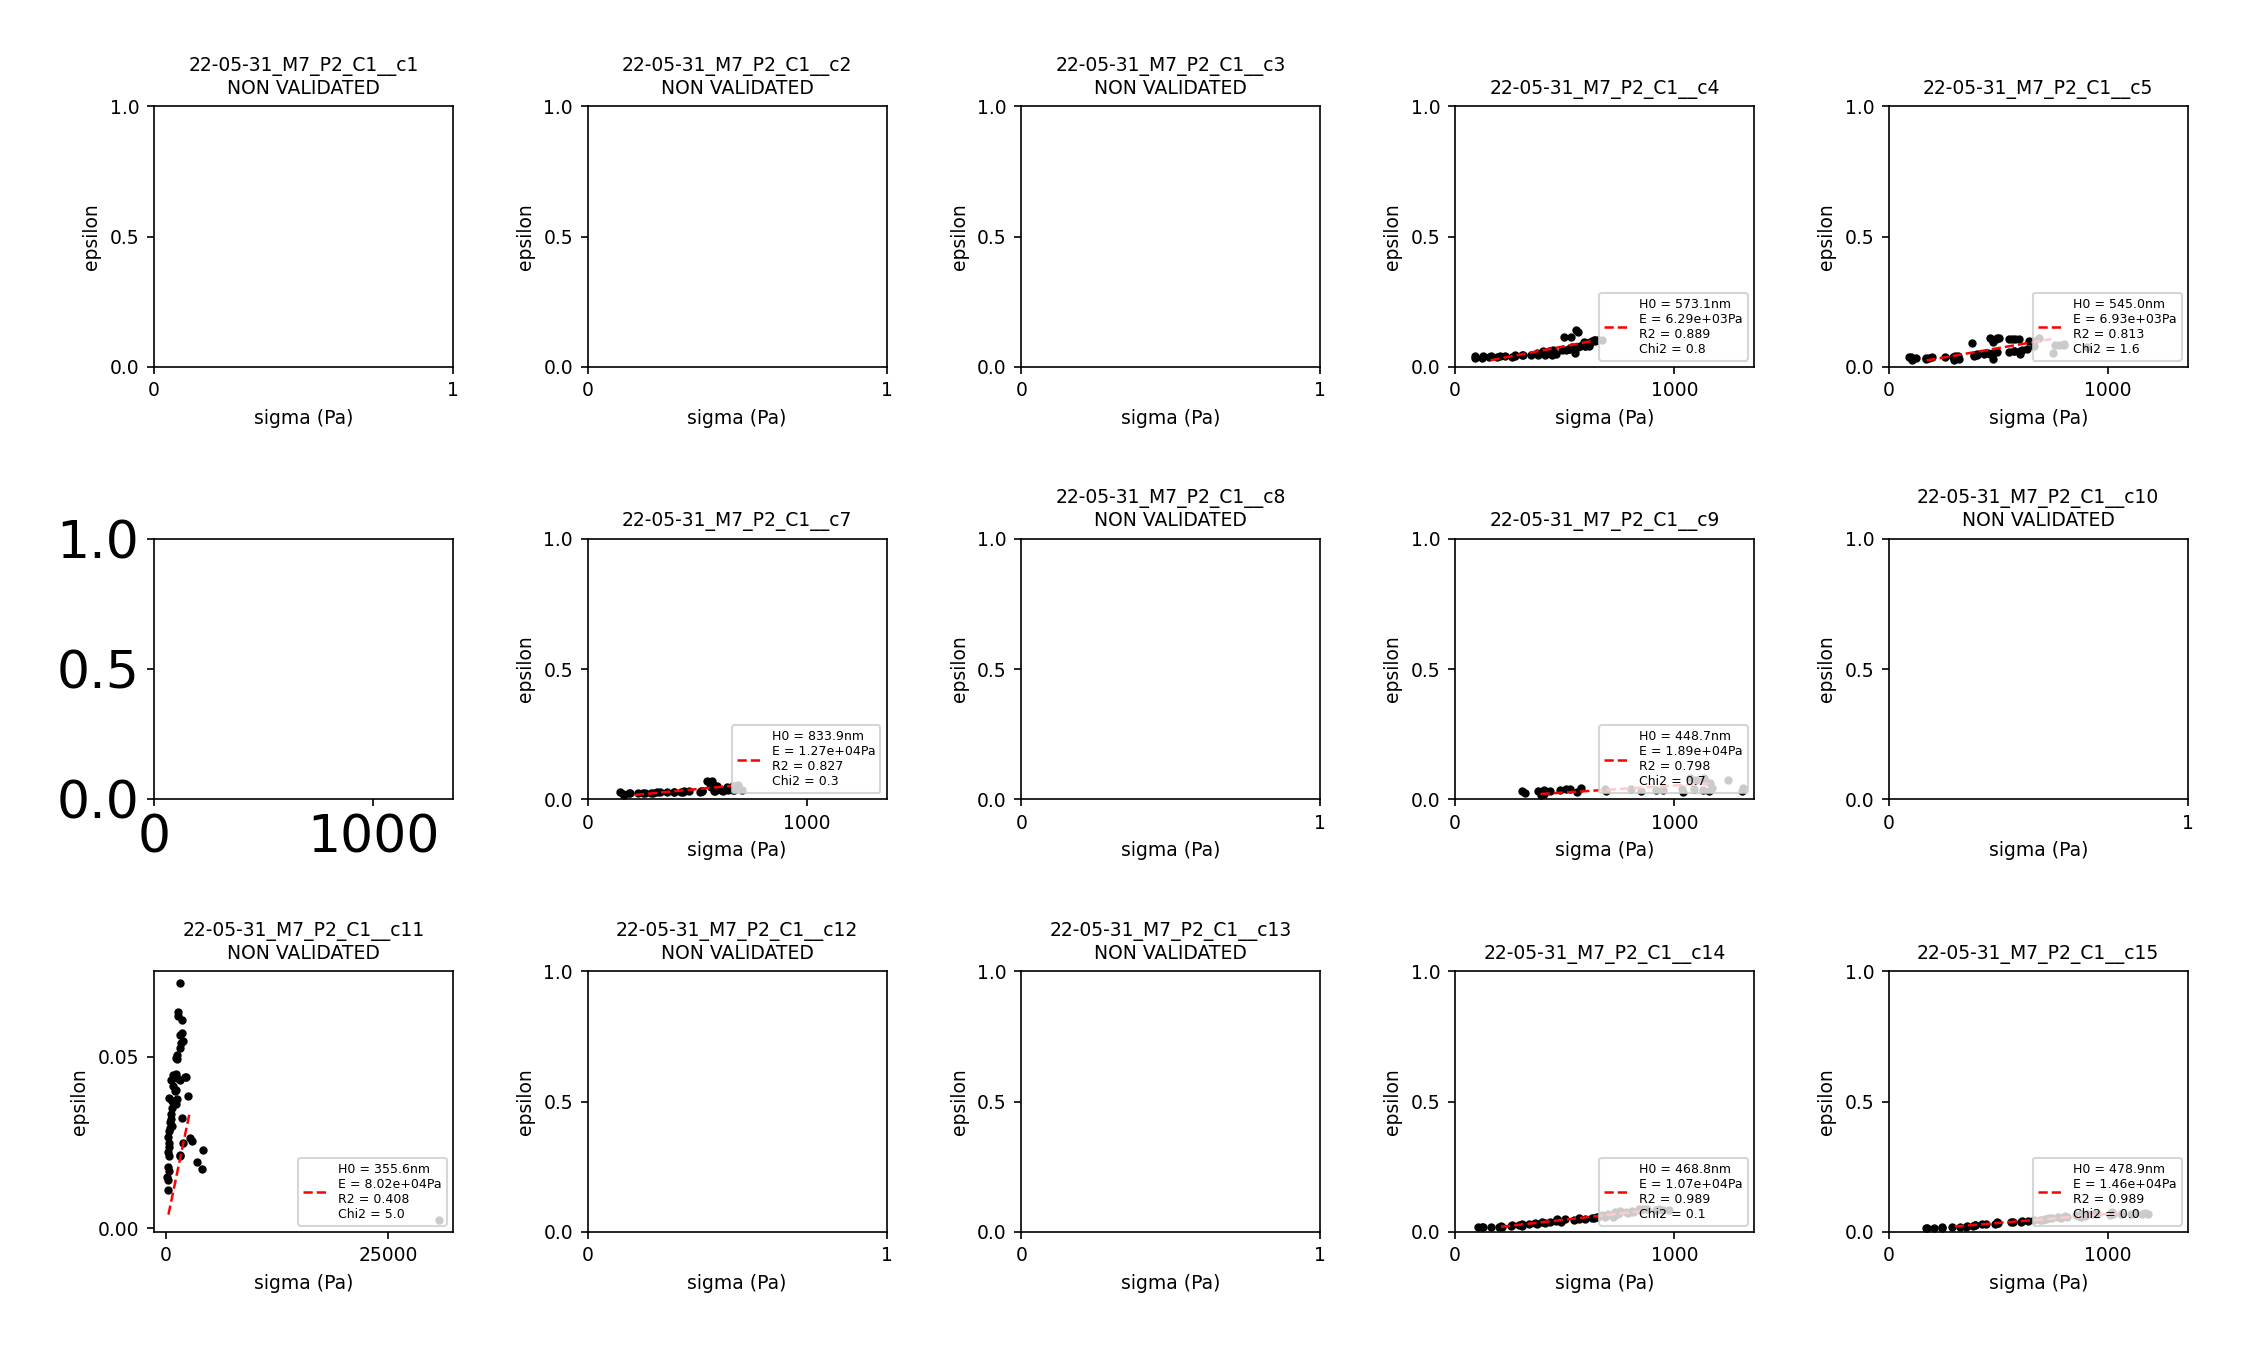 22-05-31_M7_P2_C1__c1
NON VALIDATED
1.0
0.5
0.0
epsilon
0
1
sigma (Pa)
22-05-31_M7_P2_C1__c2
NON VALIDATED
1.0
0.5
0.0
epsilon
0
1
sigma (Pa)
22-05-31_M7_P2_C1__c3
NON VALIDATED
1.0
0.5
0.0
epsilon
0
1
sigma (Pa)
22-05-31_M7_P2_C1__c4
1.0
0.5
0.0
epsilon
H0 = 573.1nm
E = 6.29e+03Pa
R2 = 0.889
Chi2 = 0.8
0
1000
sigma (Pa)
22-05-31_M7_P2_C1__c5
1.0
0.5
0.0
epsilon
H0 = 545.0nm
E = 6.93e+03Pa
R2 = 0.813
Chi2 = 1.6
0
1000
sigma (Pa)
1.0
0.5
0.0
0
1000
22-05-31_M7_P2_C1__c7
1.0
0.5
0.0
epsilon
H0 = 833.9nm
E = 1.27e+04Pa
R2 = 0.827
Chi2 = 0.3
0
1000
sigma (Pa)
22-05-31_M7_P2_C1__c8
NON VALIDATED
1.0
0.5
0.0
epsilon
0
1
sigma (Pa)
22-05-31_M7_P2_C1__c9
1.0
0.5
0.0
epsilon
H0 = 448.7nm
E = 1.89e+04Pa
R2 = 0.798
Chi2 = 0.7
0
1000
sigma (Pa)
22-05-31_M7_P2_C1__c10
NON VALIDATED
1.0
0.5
0.0
epsilon
0
1
sigma (Pa)
22-05-31_M7_P2_C1__c11
NON VALIDATED
0.05
0.00
epsilon
H0 = 355.6nm
E = 8.02e+04Pa
R2 = 0.408
Chi2 = 5.0
0
25000
sigma (Pa)
22-05-31_M7_P2_C1__c12
NON VALIDATED
1.0
0.5
0.0
epsilon
0
1
sigma (Pa)
22-05-31_M7_P2_C1__c13
NON VALIDATED
1.0
0.5
0.0
epsilon
0
1
sigma (Pa)
22-05-31_M7_P2_C1__c14
1.0
0.5
0.0
epsilon
H0 = 468.8nm
E = 1.07e+04Pa
R2 = 0.989
Chi2 = 0.1
0
1000
sigma (Pa)
22-05-31_M7_P2_C1__c15
1.0
0.5
0.0
epsilon
H0 = 478.9nm
E = 1.46e+04Pa
R2 = 0.989
Chi2 = 0.0
0
1000
sigma (Pa)